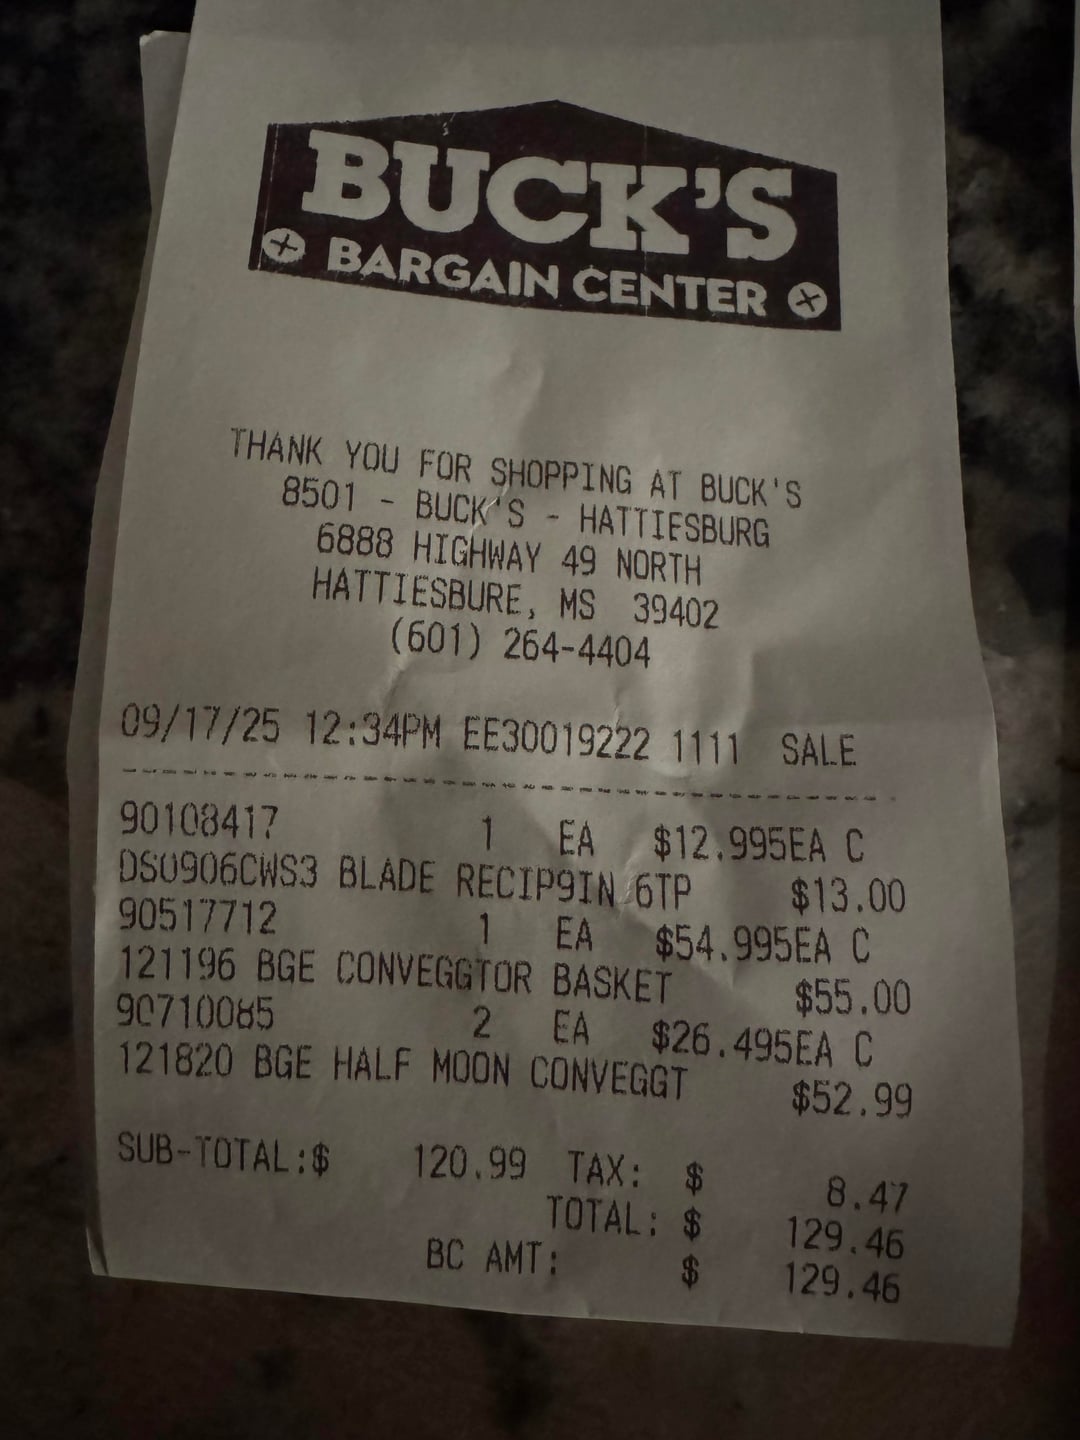 BUCK'S
BARGAIN CENTER
THANK YOU FOR SHOPPING AT BUCK'S
8501 - BUCK'S - HATTIESBURG
6888 HIGHWAY 49 NORTH
HATTIESBURE, MS 39402
(601) 264-4404
09/17/25 12:34PM EE30019222 1111 SALE
90108417 1 EA $12.995EA C
DS0906CWS3 BLADE RECIP9IN 6TP $13.00
90517712 1 EA $54.995EA C
121196 BGE CONVEGGTOR BASKET $55.00
90710085 2 EA $26.495EA C
121820 BGE HALF MOON CONVEGGT $52.99
SUB-TOTAL:$ 120.99 TAX: $ 8.47
TOTAL: $ 129.46
BC AMT: $ 129.46